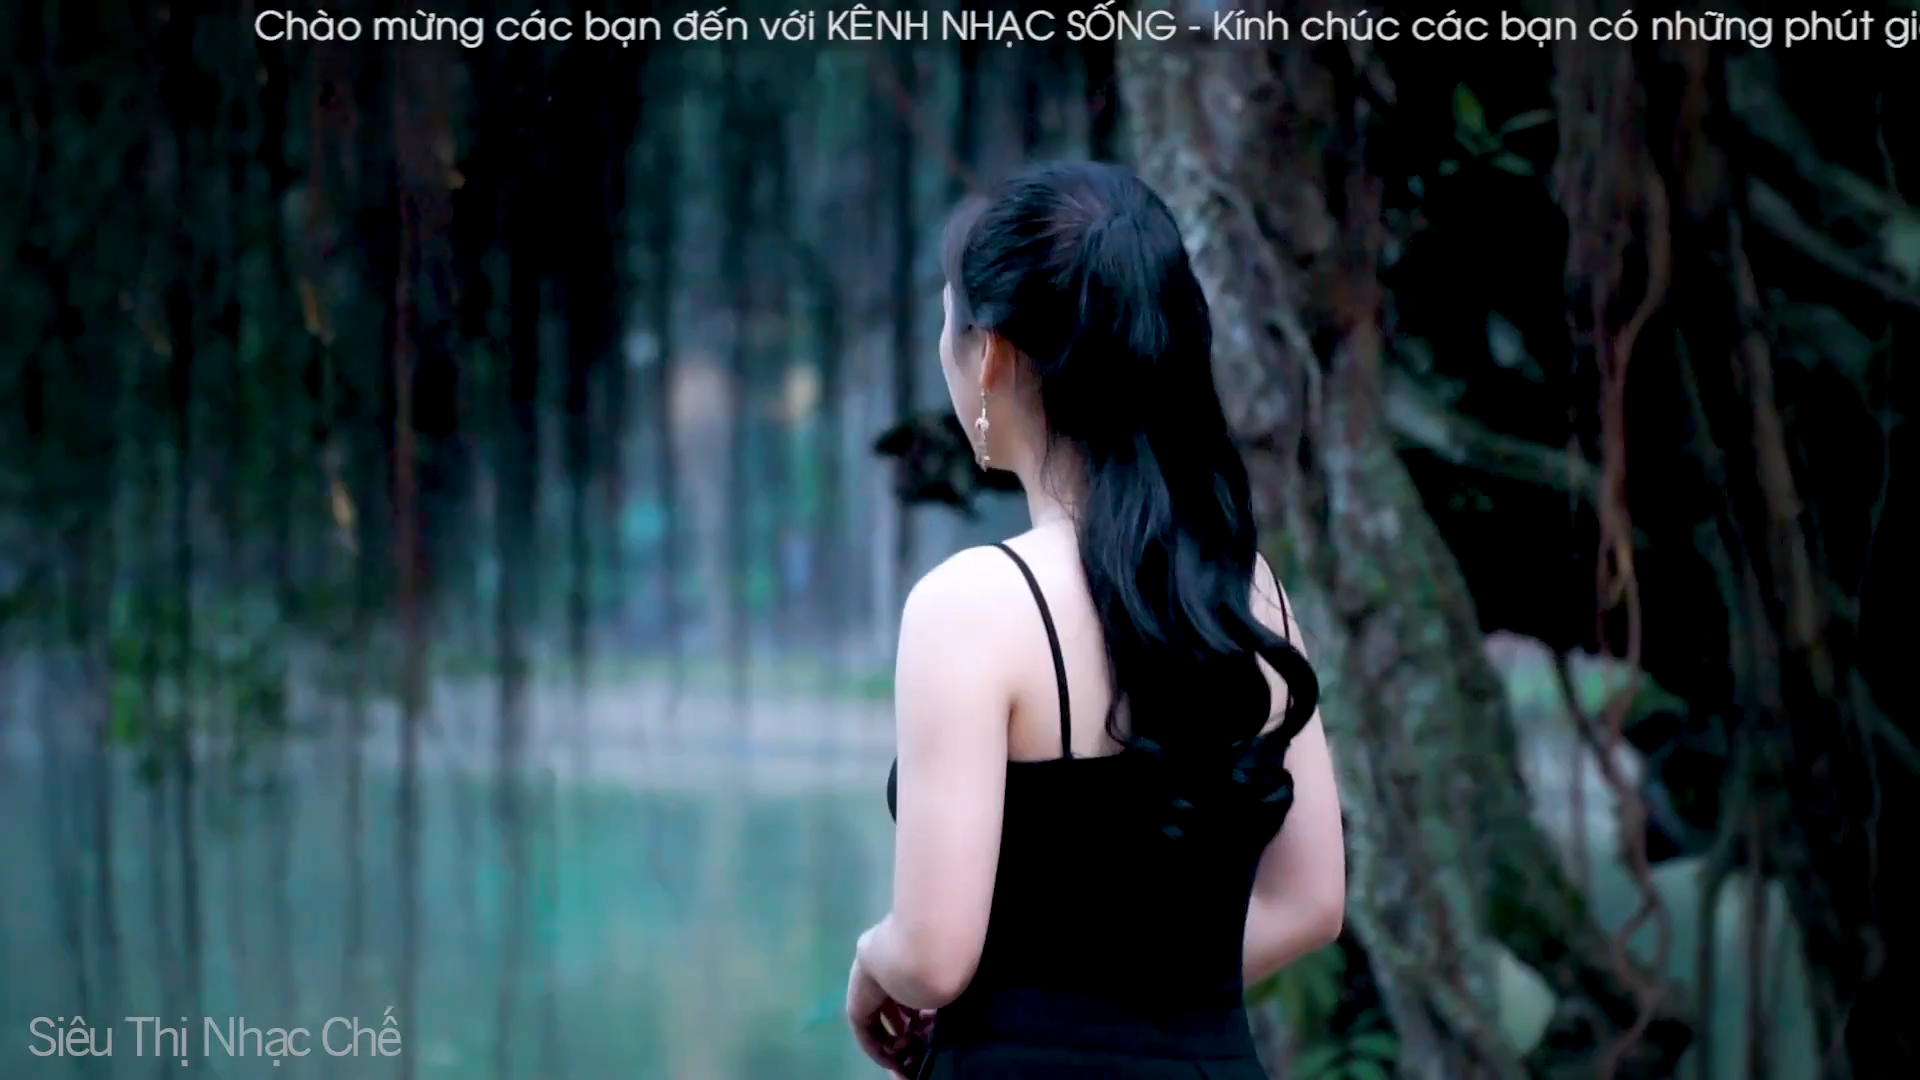 Chào mừng các bạn đến với KÊNH NHẠC SỐNG - Kính chúc các bạn có những phút
Siêu Thị Nhạc Chế